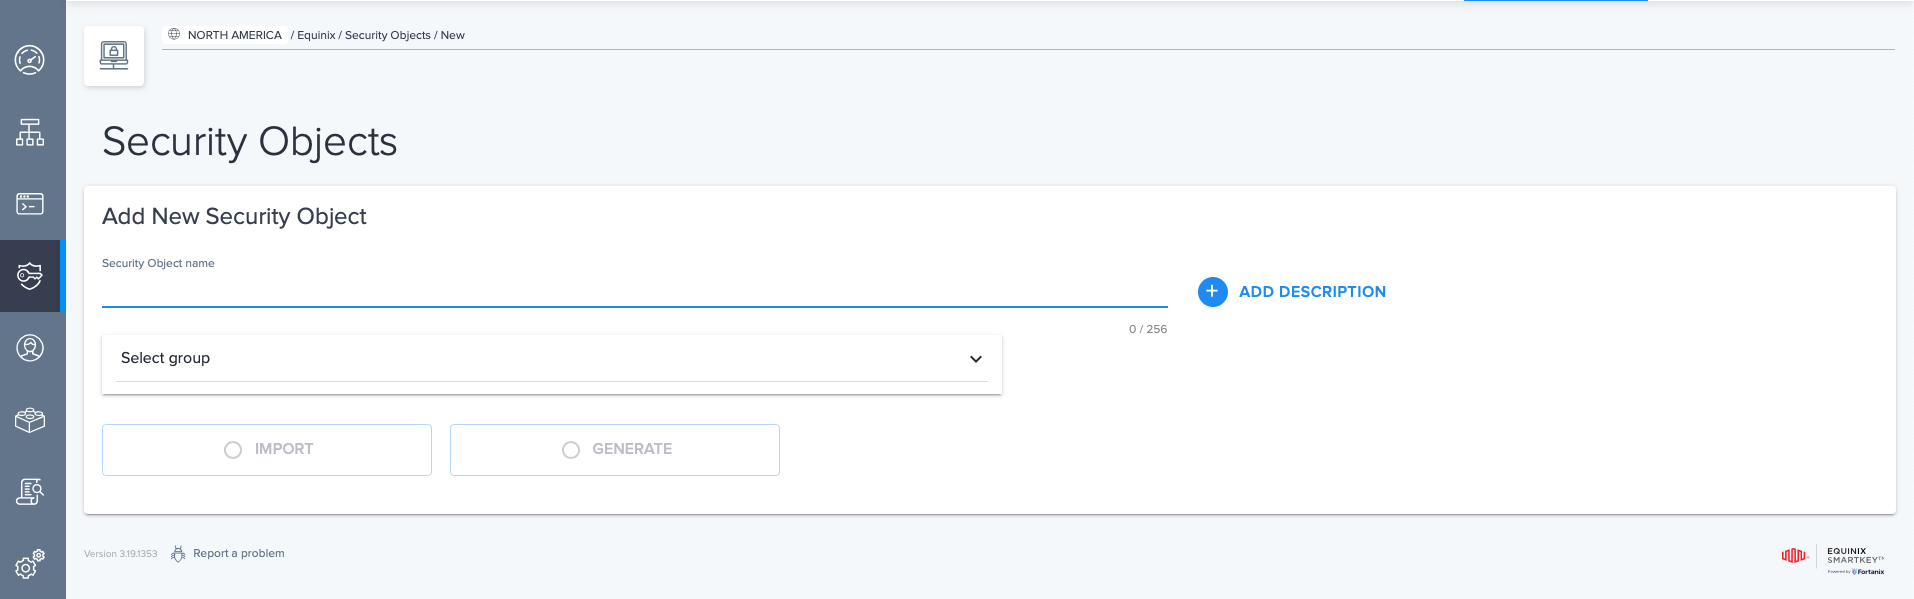 NORTH AMERICA / Equinix / Security Objects / New
Security Objects
Add New Security Object
Security Object name
+ ADD DESCRIPTION
0 / 256
Select group
IMPORT
GENERATE
Version 3.19.1353
Report a problem
EQUINIX
SMARTKEY™
Powered by Fortanix